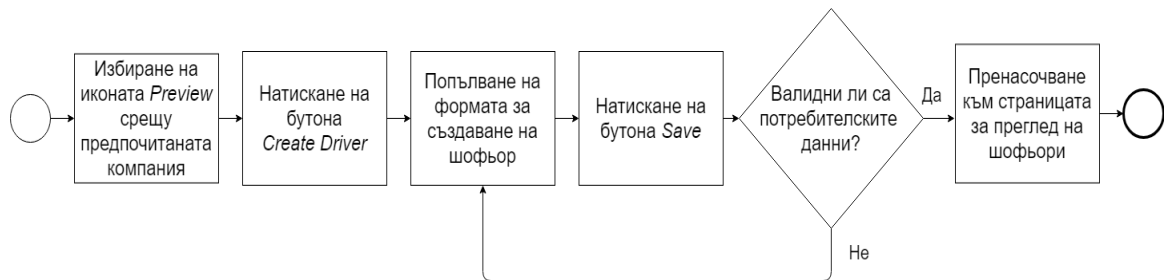 Избиране на
иконата Preview
срещу
предпочитаната
компания
Натискане на
бутона
Create Driver
Попълване на
формата за
създаване на
шофьор
Натискане на
бутона Save
Валидни ли са
потребителските
данни?
Да
Не
Пренасочване
към страницата
за преглед на
шофьори